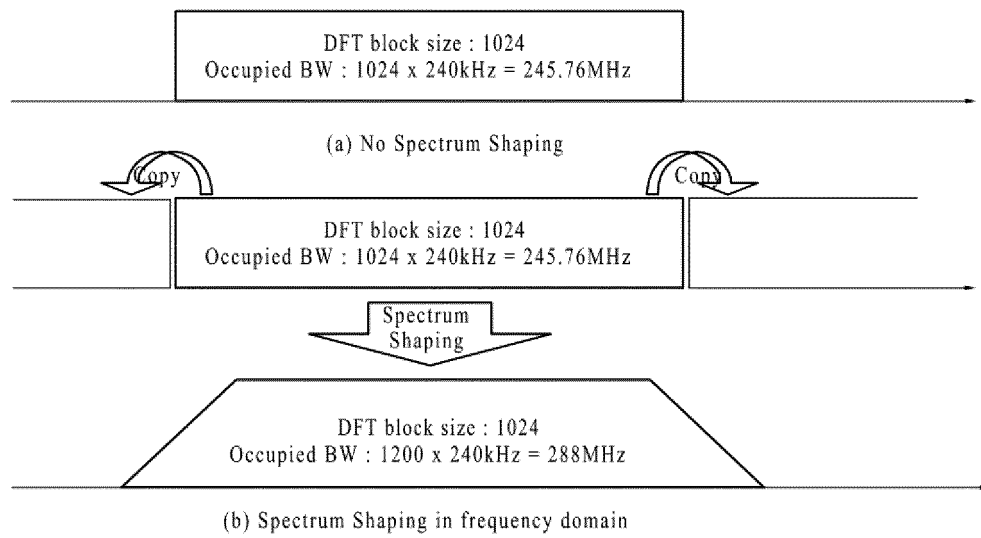 DFT block size : 1024
Occupied BW : 1024 x 240kHz = 245.76MHz
(a) No Spectrum Shaping
Copy
Copy
DFT block size : 1024
Occupied BW : 1024 x 240kHz = 245.76MHz
Spectrum
Shaping
DFT block size : 1024
Occupied BW : 1200 x 240kHz = 288MHz
(b) Spectrum Shaping in frequency domain